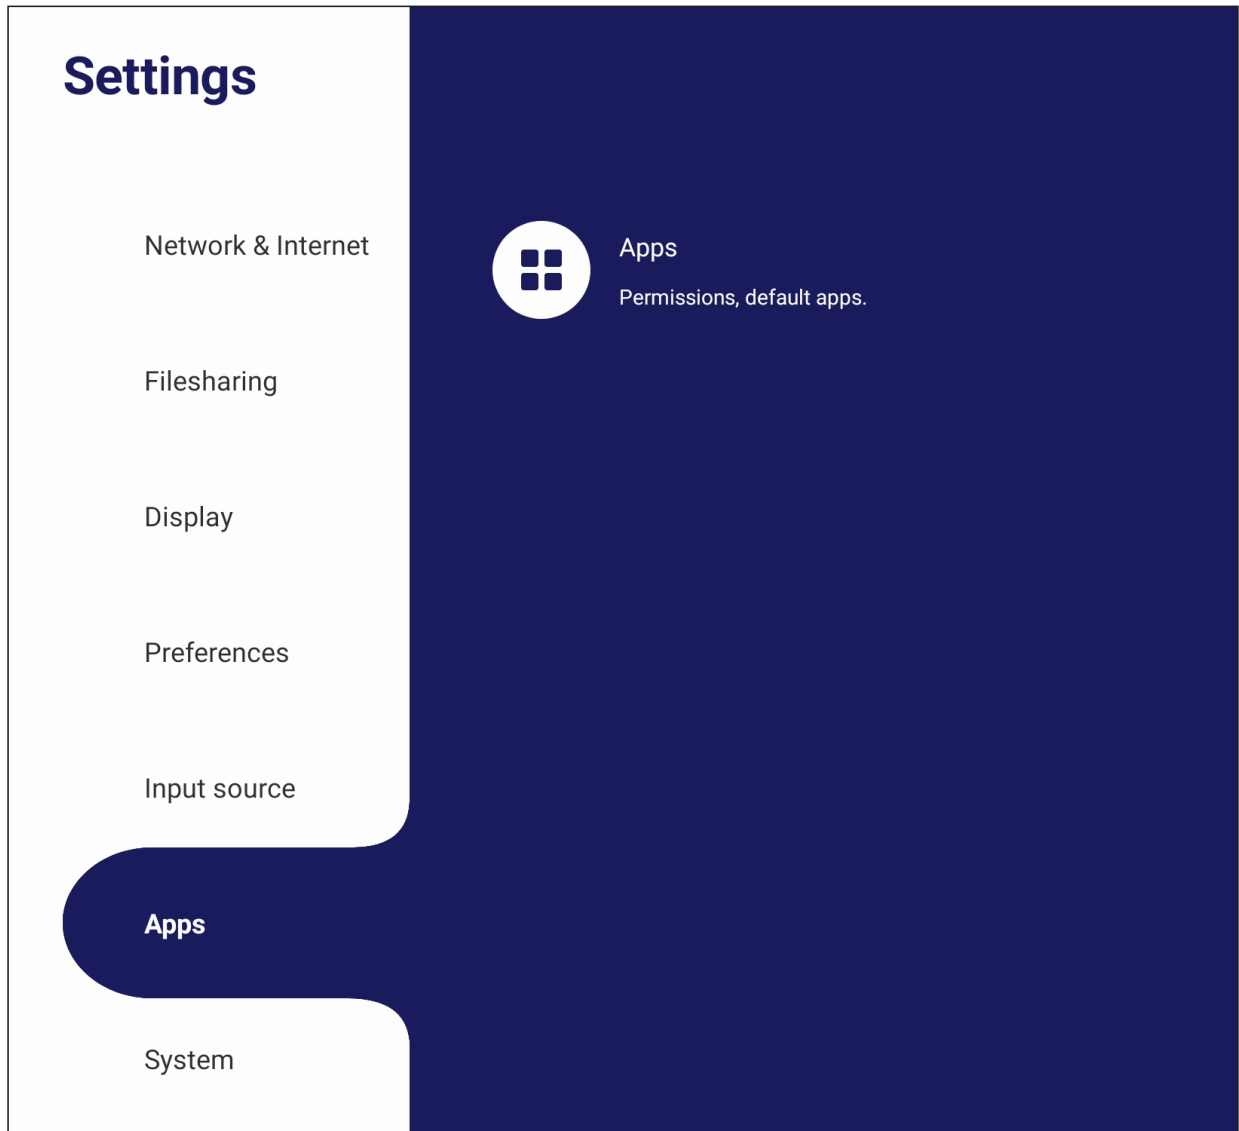 Settings
Network & Internet
Filesharing
Display
Preferences
Input source
Apps
System
Apps
Permissions, default apps.